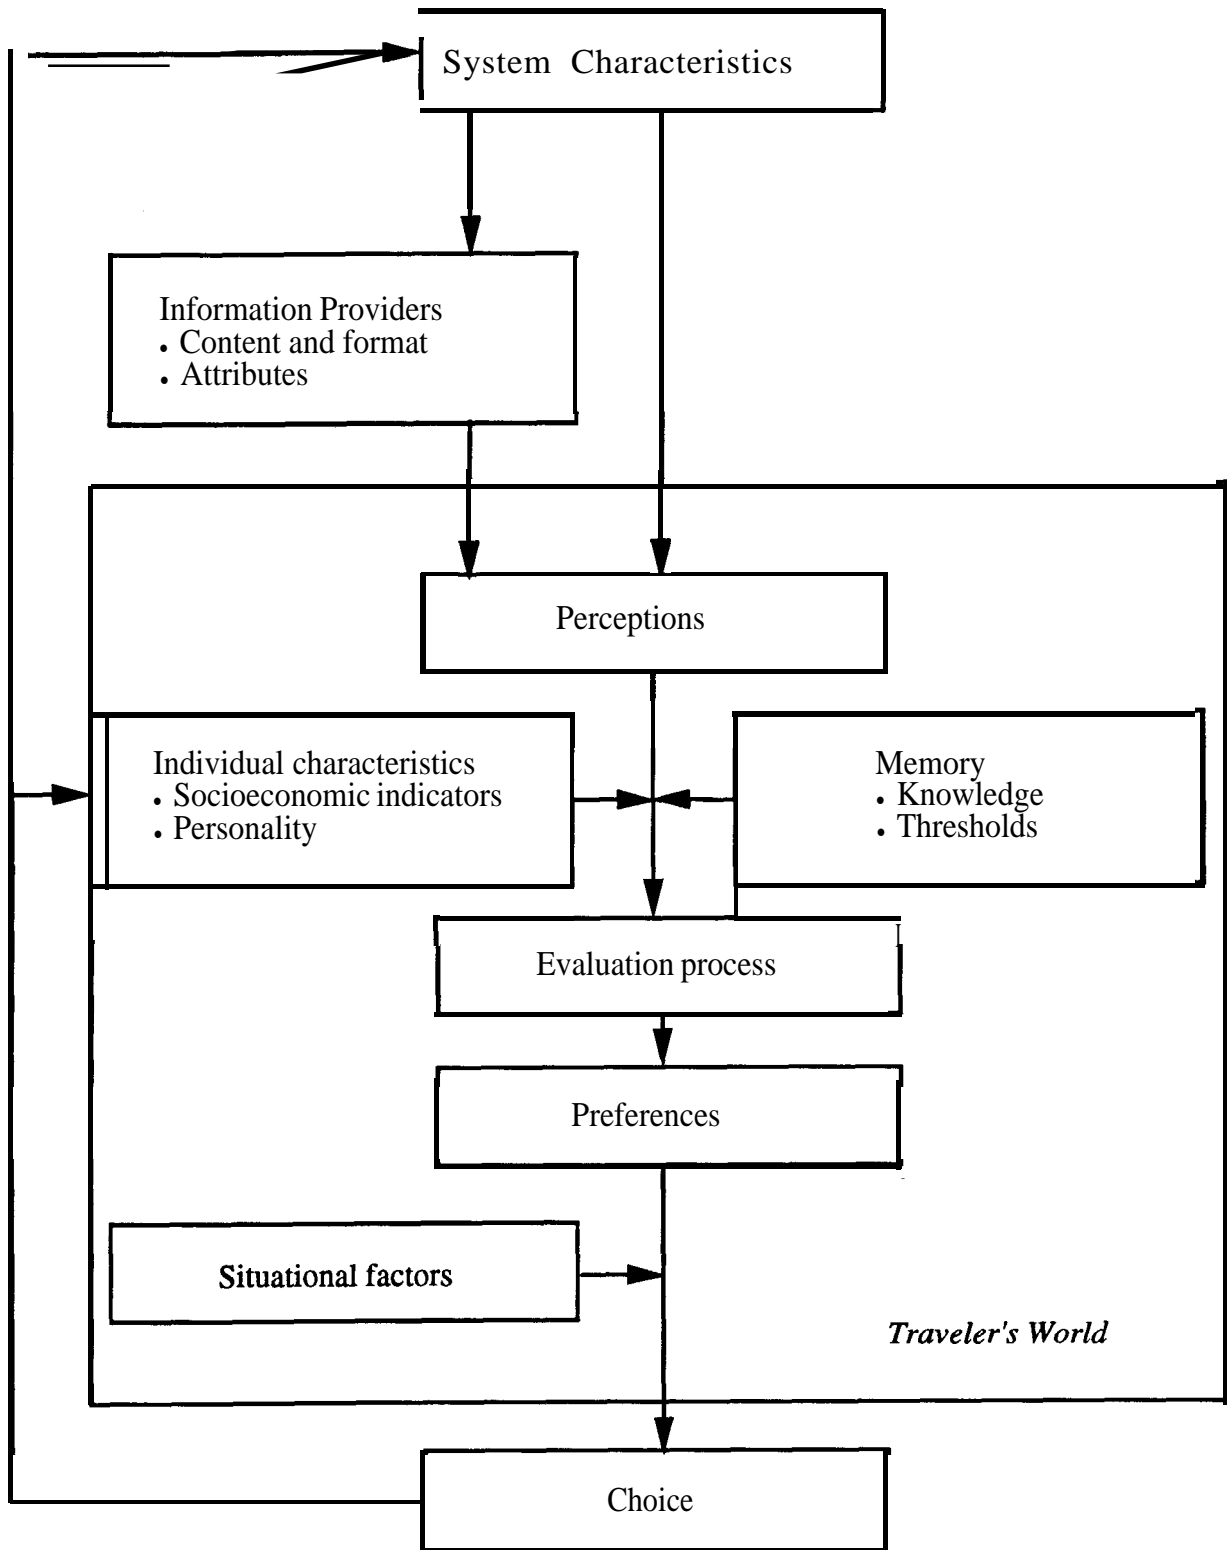 System Characteristics
Information Providers
• Content and format
• Attributes
Perceptions
Individual characteristics
• Socioeconomic indicators
• Personality
Memory
• Knowledge
• Thresholds
Evaluation process
Preferences
Situational factors
Traveler's World
Choice